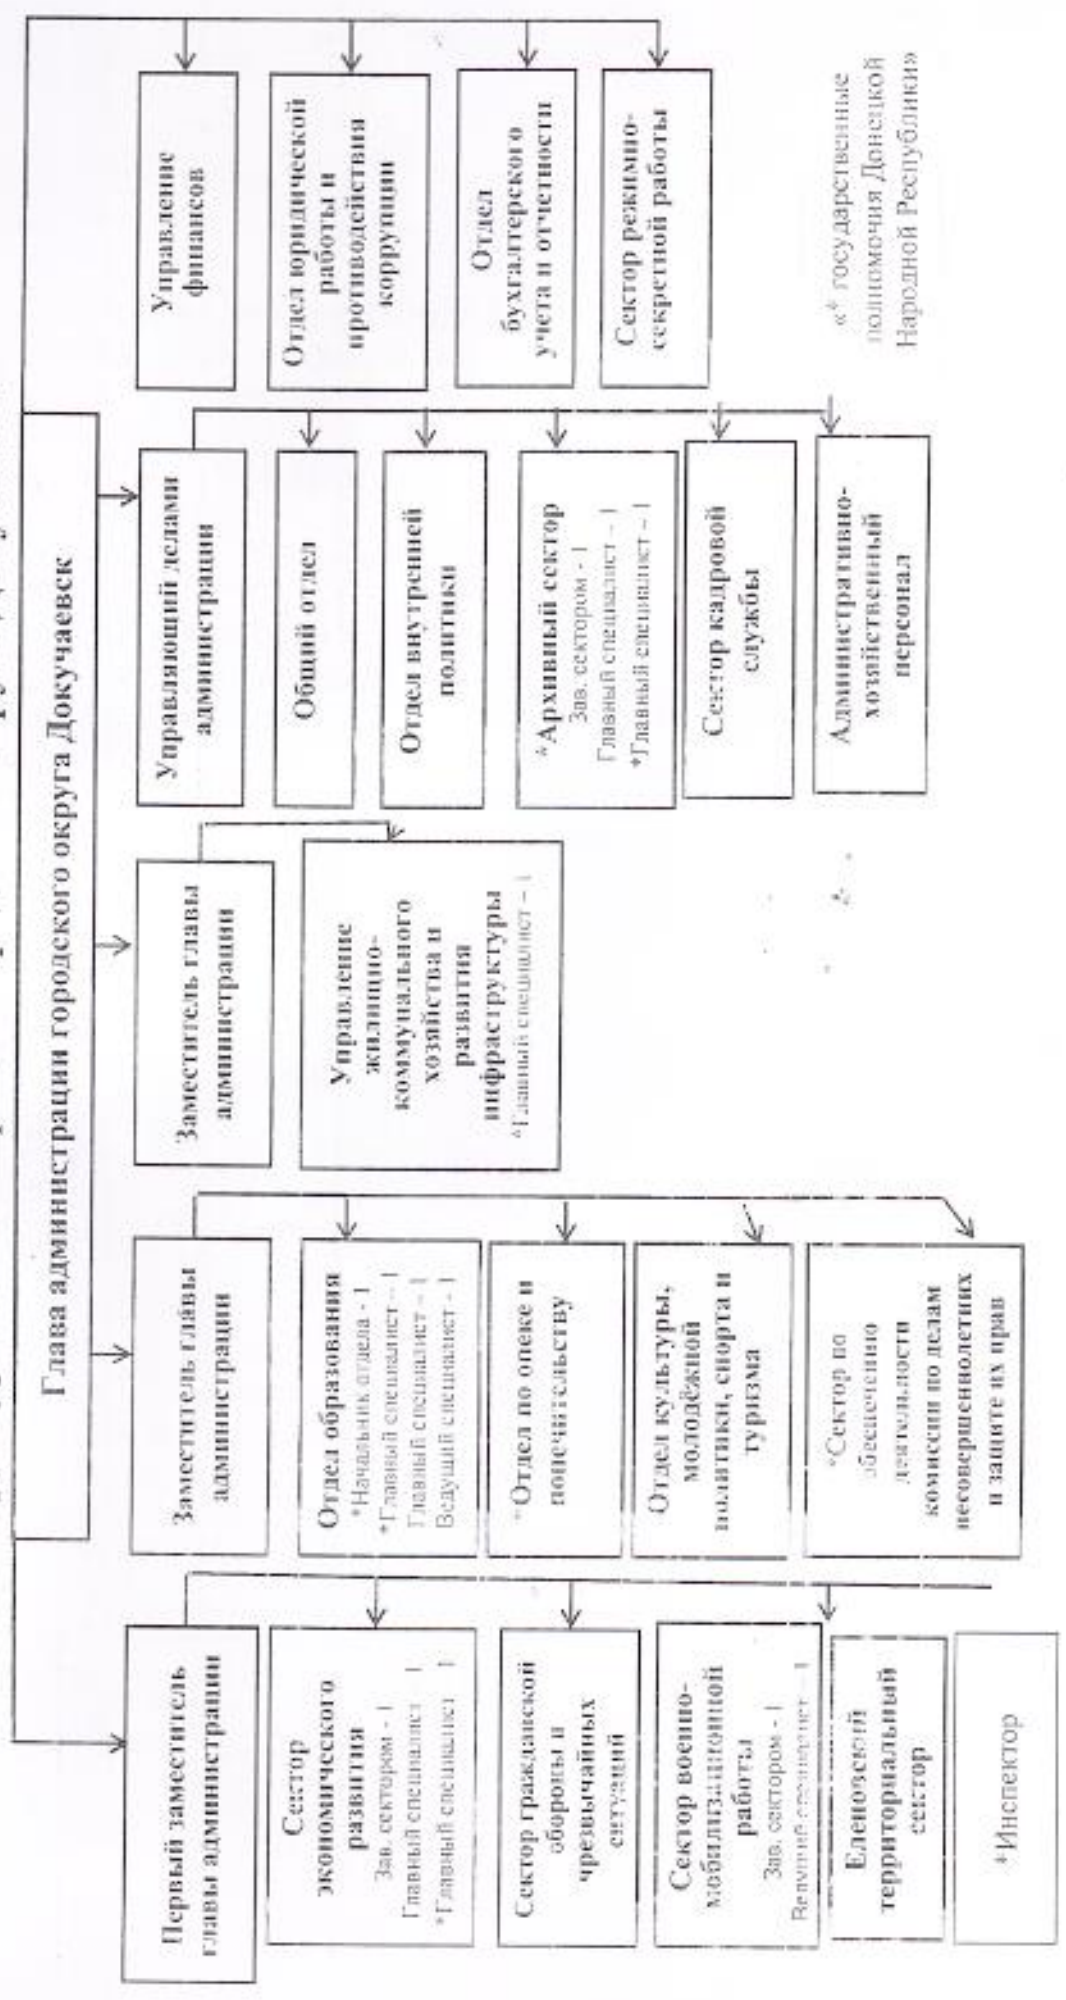 Глава администрации городского округа Докучаевск
Первый заместитель
главы администрации
Сектор
экономического
развития
Зав. сектором - 1
Главный специалист - 1
*Главный специалист - 1
Сектор гражданской
обороны и
чрезвычайных
ситуаций
Сектор военно-
мобилизационной
работы
Зав. сектором - 1
Ведущий специалист - 1
Еленовский
территориальный
сектор
*Инспектор
Заместитель главы
администрации
Отдел образования
*Начальник отдела - 1
*Главный специалист – 1
Главный специалист – 1
Ведущий специалист - 1
*Отдел по опеке и
попечительству
Отдел культуры,
молодёжной
политики, спорта и
туризма
*Сектор по
обеспечению
деятельности
комиссии по делам
несовершеннолетних
и защите их прав
Заместитель главы
администрации
Управление
жилищно-
коммунального
хозяйства и
развития
инфраструктуры
*Главный специалист – 1
Управляющий делами
администрации
Общий отдел
Отдел внутренней
политики
*Архивный сектор
Зав. сектором - 1
Главный специалист – 1
*Главный специалист – 1
Сектор кадровой
службы
Административно-
хозяйственный
персонал
Управление
финансов
Отдел юридической
работы и
противодействия
коррупции
Отдел
бухгалтерского
учета и отчетности
Сектор режимно-
секретной работы
«* государственные
полномочия Донецкой
Народной Республики»